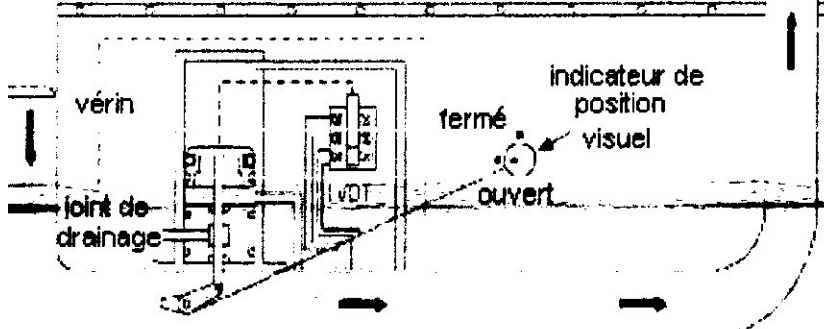 vérin
indicateur de
position
visuel
fermé
LVDT
ouvert
joint de
drainage